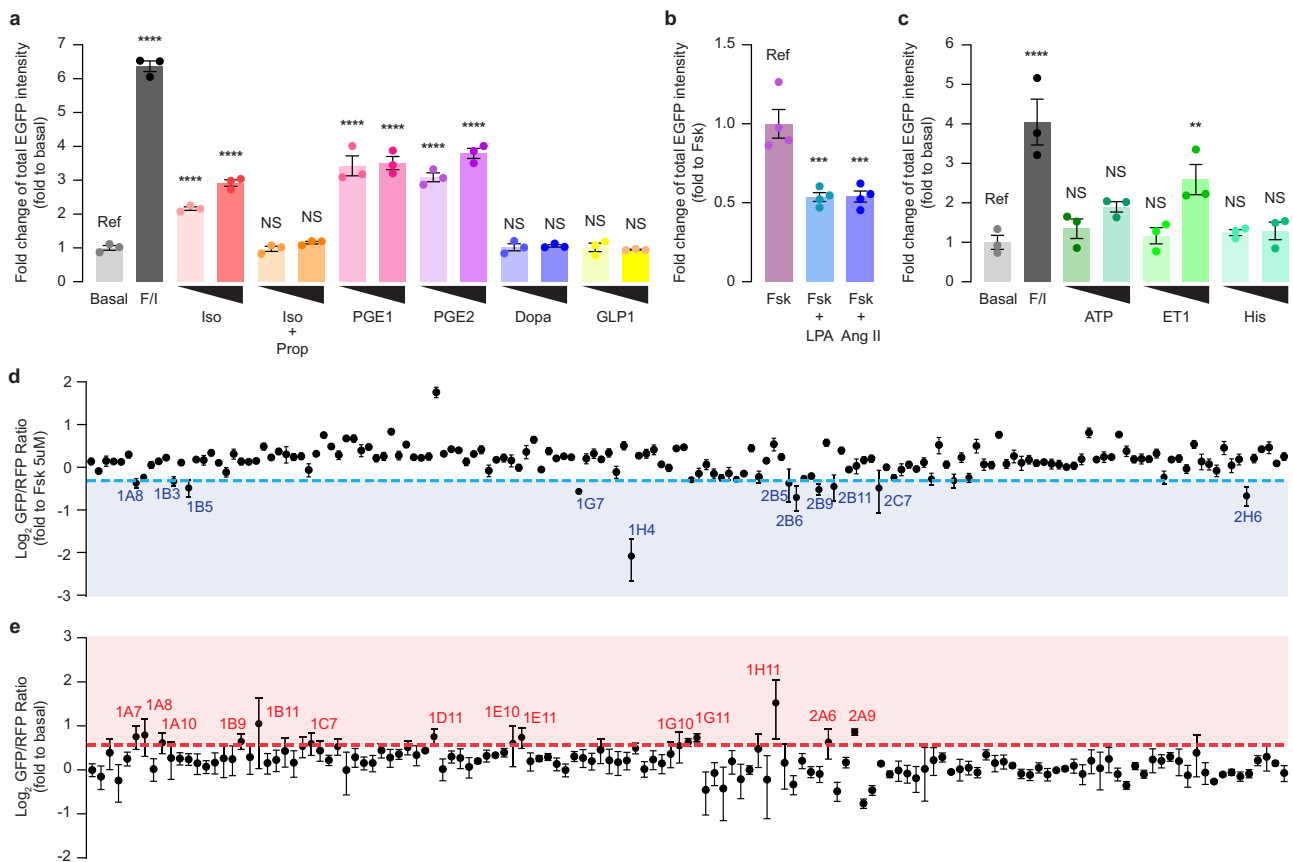 a
Fold change of total EGFP intensity
(fold to basal)
7
6
5
4
3
2
1
0
Ref
****
****
****
NS
NS
****
****
****
****
NS
NS
NS
NS
Basal
F/I
Iso
Iso
+
Prop
PGE1
PGE2
Dopa
GLP1
b
Fold change of total EGFP intensity
(fold to Fsk)
1.5
1.0
0.5
0
Ref
***
***
Fsk
Fsk
+
LPA
Fsk
+
Ang II
c
Fold change of total EGFP intensity
(fold to basal)
6
5
4
3
2
1
0
Ref
****
NS
NS
NS
**
NS
NS
Basal
F/I
ATP
ET1
His
d
Log2 GFP/RFP Ratio
(fold to Fsk 5uM)
2
1
0
-1
-2
-3
1A8
1B3
1B5
1G7
1H4
2B5
2B6
2B9
2B11
2C7
2H6
e
Log2 GFP/RFP Ratio
(fold to basal)
3
2
1
0
-1
-2
1A7
1A8
1A10
1B9
1B11
1C7
1D11
1E10
1E11
1G10
1G11
1H11
2A6
2A9